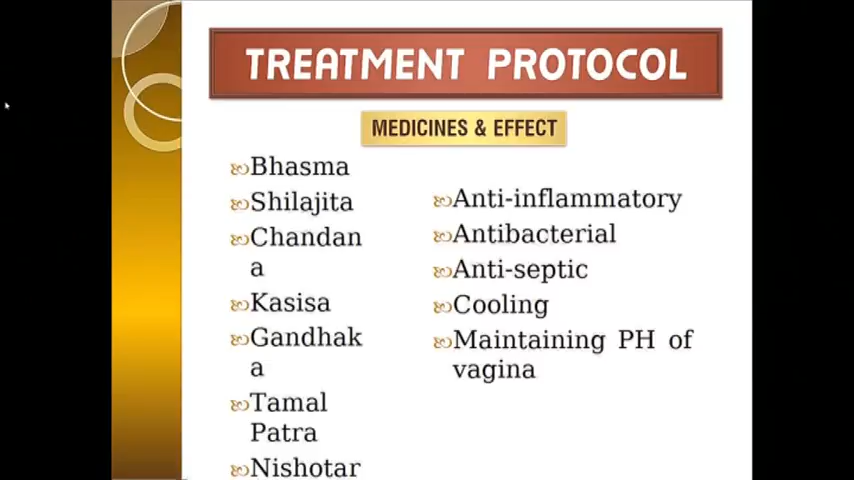 TREATMENT PROTOCOL
MEDICINES & EFFECT
Bhasma
Shilajita
Chandan
a
Kasisa
Gandhak
a
Tamal
Patra
Nishotar
Anti-inflammatory
Antibacterial
Anti-septic
Cooling
Maintaining PH of
vagina